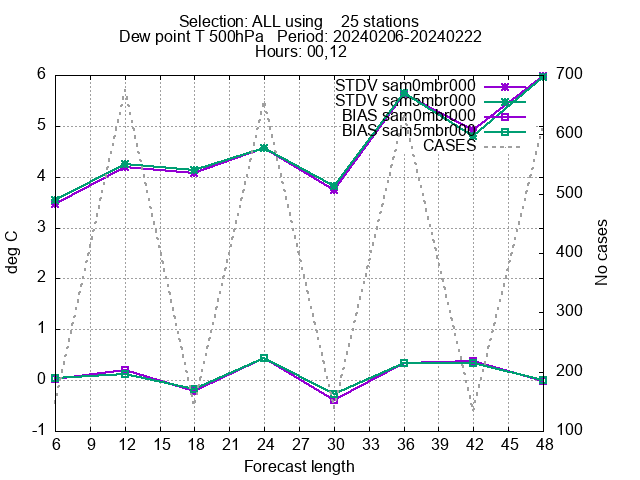 Selection: ALL using    25 stations
Dew point T 500hPa   Period: 20240206-20240222
Hours: 00,12
STDV sam0mbr000
STDV sam5mbr000
BIAS sam0mbr000
BIAS sam5mbr000
CASES
6
5
4
3
2
1
0
-1
deg C
700
600
500
400
300
200
100
No cases
6 9 12 15 18 21 24 27 30 33 36 39 42 45 48
Forecast length